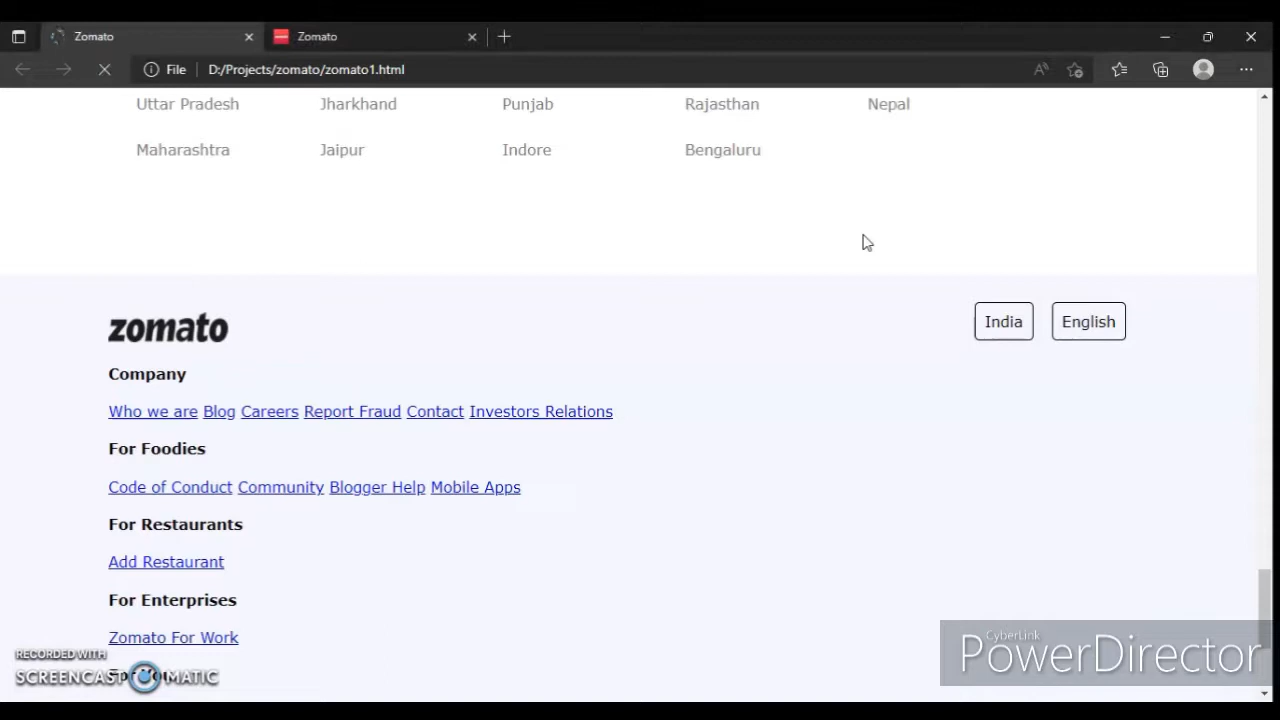 Zomato
Zomato
File D:/Projects/zomato/zomato1.html
Uttar Pradesh Jharkhand Punjab Rajasthan Nepal
Maharashtra Jaipur Indore Bengaluru
zomato India English
Company
Who we are Blog Careers Report Fraud Contact Investors Relations
For Foodies
Code of Conduct Community Blogger Help Mobile Apps
For Restaurants
Add Restaurant
For Enterprises
Zomato For Work
RECORDED WITH
SCREENCAST MATIC
CyberLink
PowerDirector